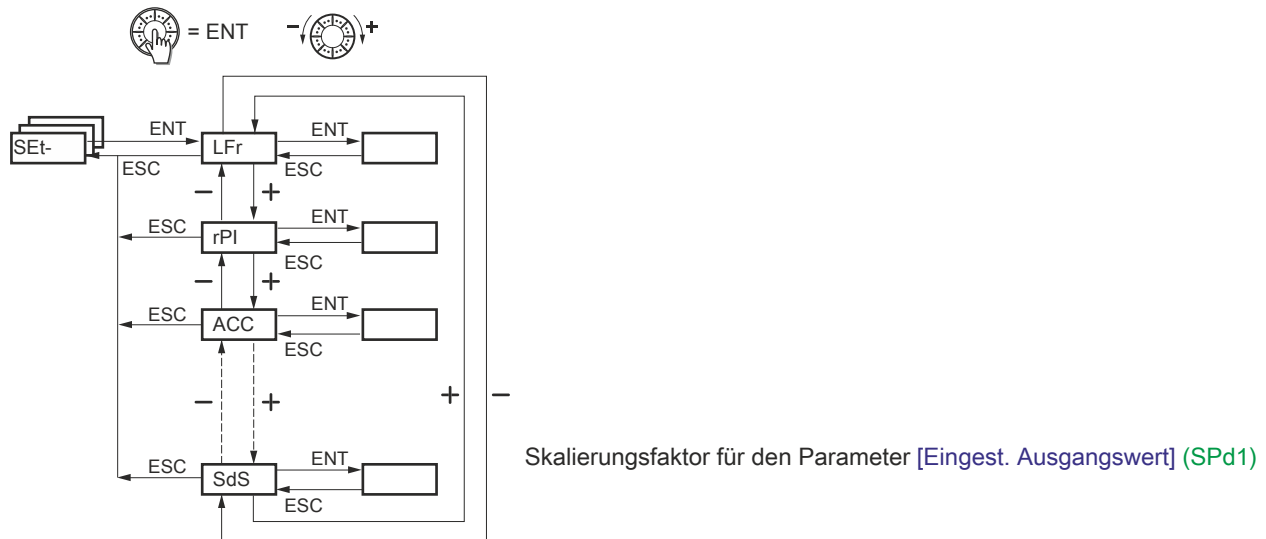 = ENT
− +
SEt-
ENT
ESC
LFr
ENT
ESC
− +
ESC
rPI
ENT
ESC
− +
ESC
ACC
ENT
ESC
− +
+ −
ESC
SdS
ENT
ESC
Skalierungsfaktor für den Parameter [Eingest. Ausgangswert] (SPd1)